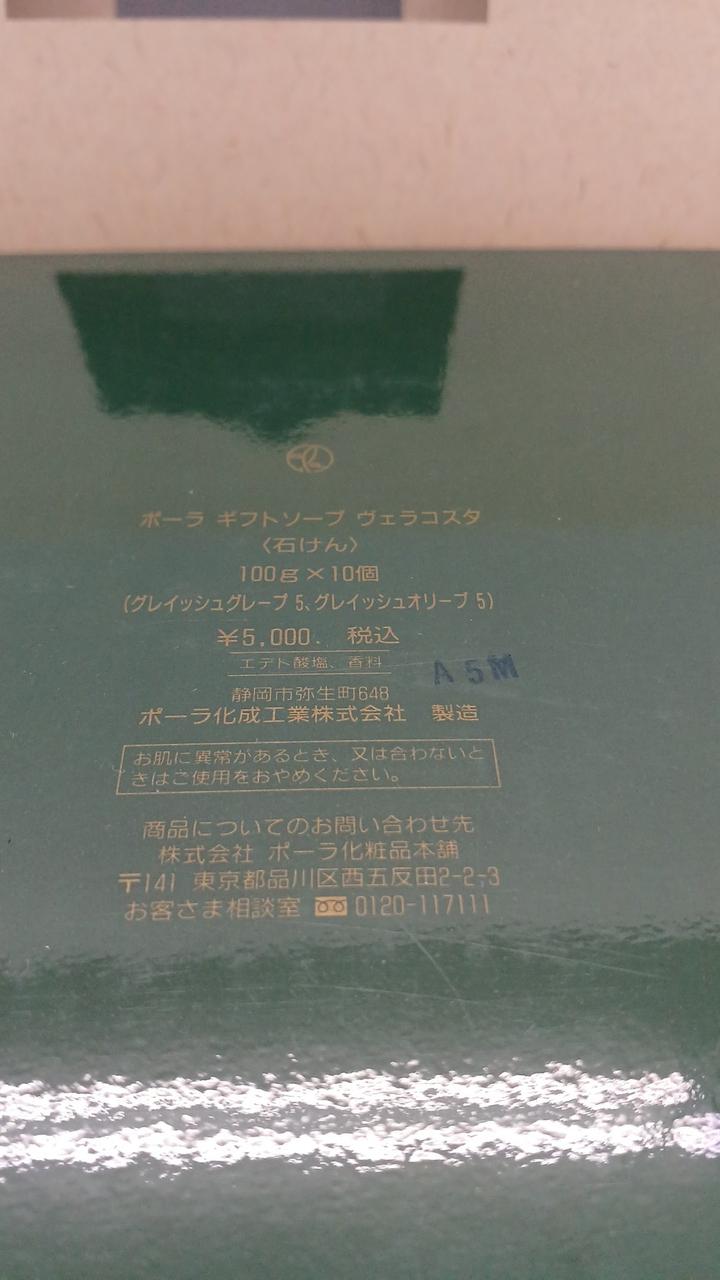 ポーラ ギフトソープ ヴェラコスタ
〈石けん〉
100g×10個
(グレイッシュグレープ 5、グレイッシュオリーブ 5)
¥5,000. 税込
エデト酸塩、香料
A 5M
静岡市弥生町648
ポーラ化成工業株式会社 製造
お肌に異常があるとき、又は合わないと
きはご使用をおやめください。
商品についてのお問い合わせ先
株式会社 ポーラ化粧品本舗
〒141 東京都品川区西五反田2-2-3
お客さま相談室 0120-117111